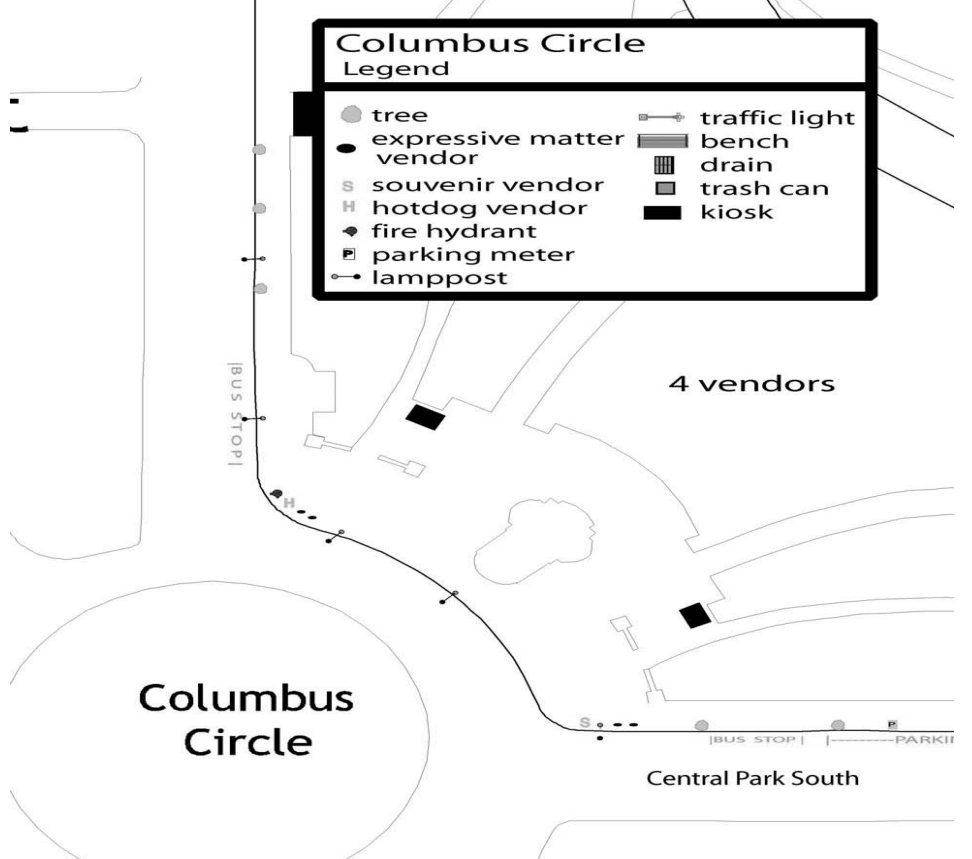 Columbus Circle
Legend
tree
expressive matter
vendor
S souvenir vendor
H hotdog vendor
fire hydrant
P parking meter
lamppost
traffic light
bench
drain
trash can
kiosk
4 vendors
|BUS STOP|
H
Columbus
Circle
S
P
|BUS STOP|
|---------PARKIN
Central Park South